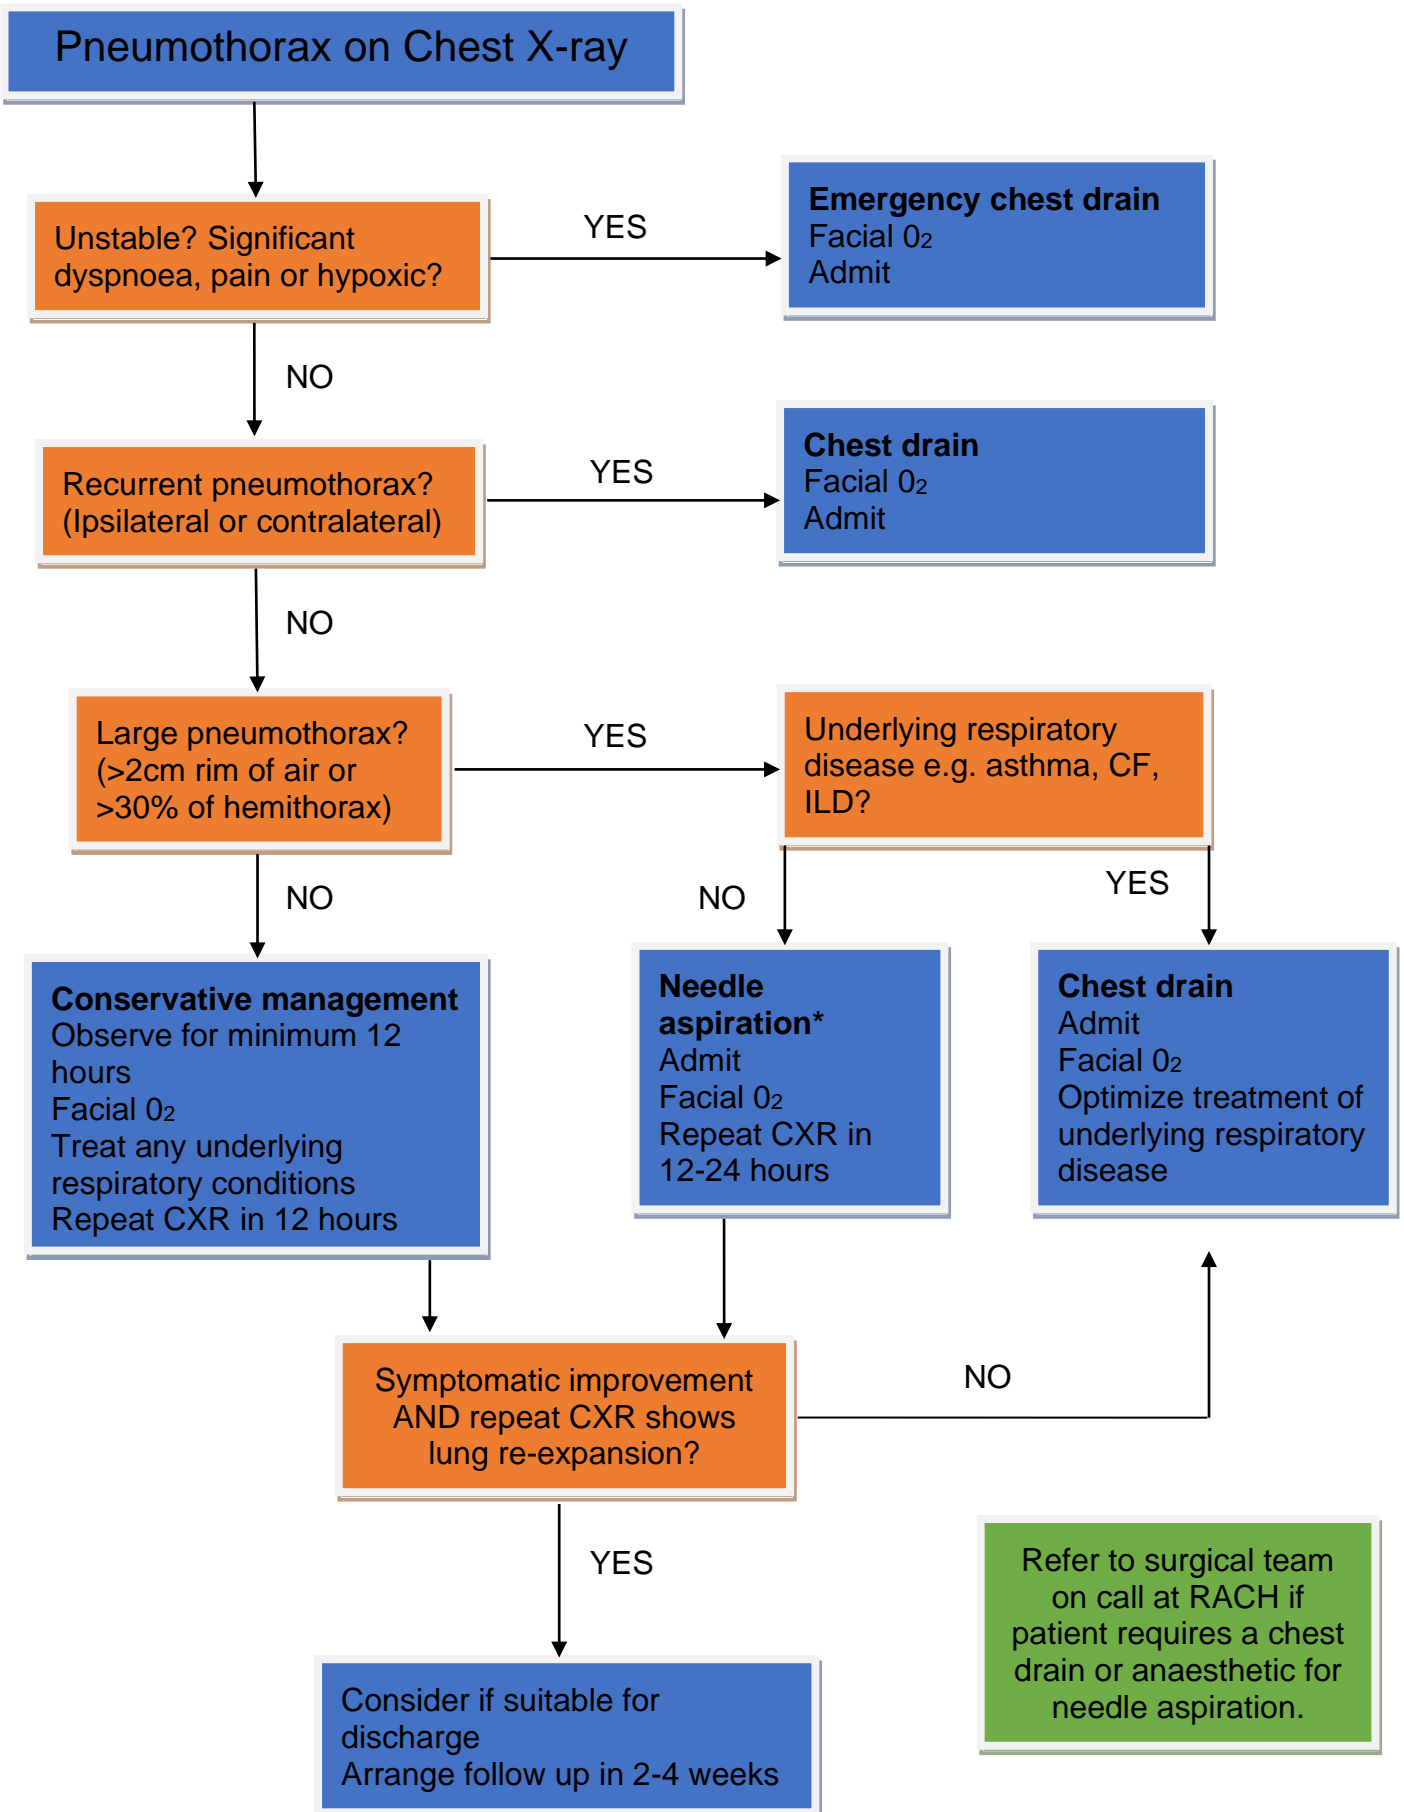 Pneumothorax on Chest X-ray
Unstable? Significant
dyspnoea, pain or hypoxic?
YES
Emergency chest drain
Facial 0₂
Admit
NO
Recurrent pneumothorax?
(Ipsilateral or contralateral)
YES
Chest drain
Facial 0₂
Admit
NO
Large pneumothorax?
(>2cm rim of air or
>30% of hemithorax)
YES
Underlying respiratory
disease e.g. asthma, CF,
ILD?
NO
NO
YES
Conservative management
Observe for minimum 12
hours
Facial 0₂
Treat any underlying
respiratory conditions
Repeat CXR in 12 hours
Needle
aspiration*
Admit
Facial 0₂
Repeat CXR in
12-24 hours
Chest drain
Admit
Facial 0₂
Optimize treatment of
underlying respiratory
disease
Symptomatic improvement
AND repeat CXR shows
lung re-expansion?
NO
YES
Consider if suitable for
discharge
Arrange follow up in 2-4 weeks
Refer to surgical team
on call at RACH if
patient requires a chest
drain or anaesthetic for
needle aspiration.